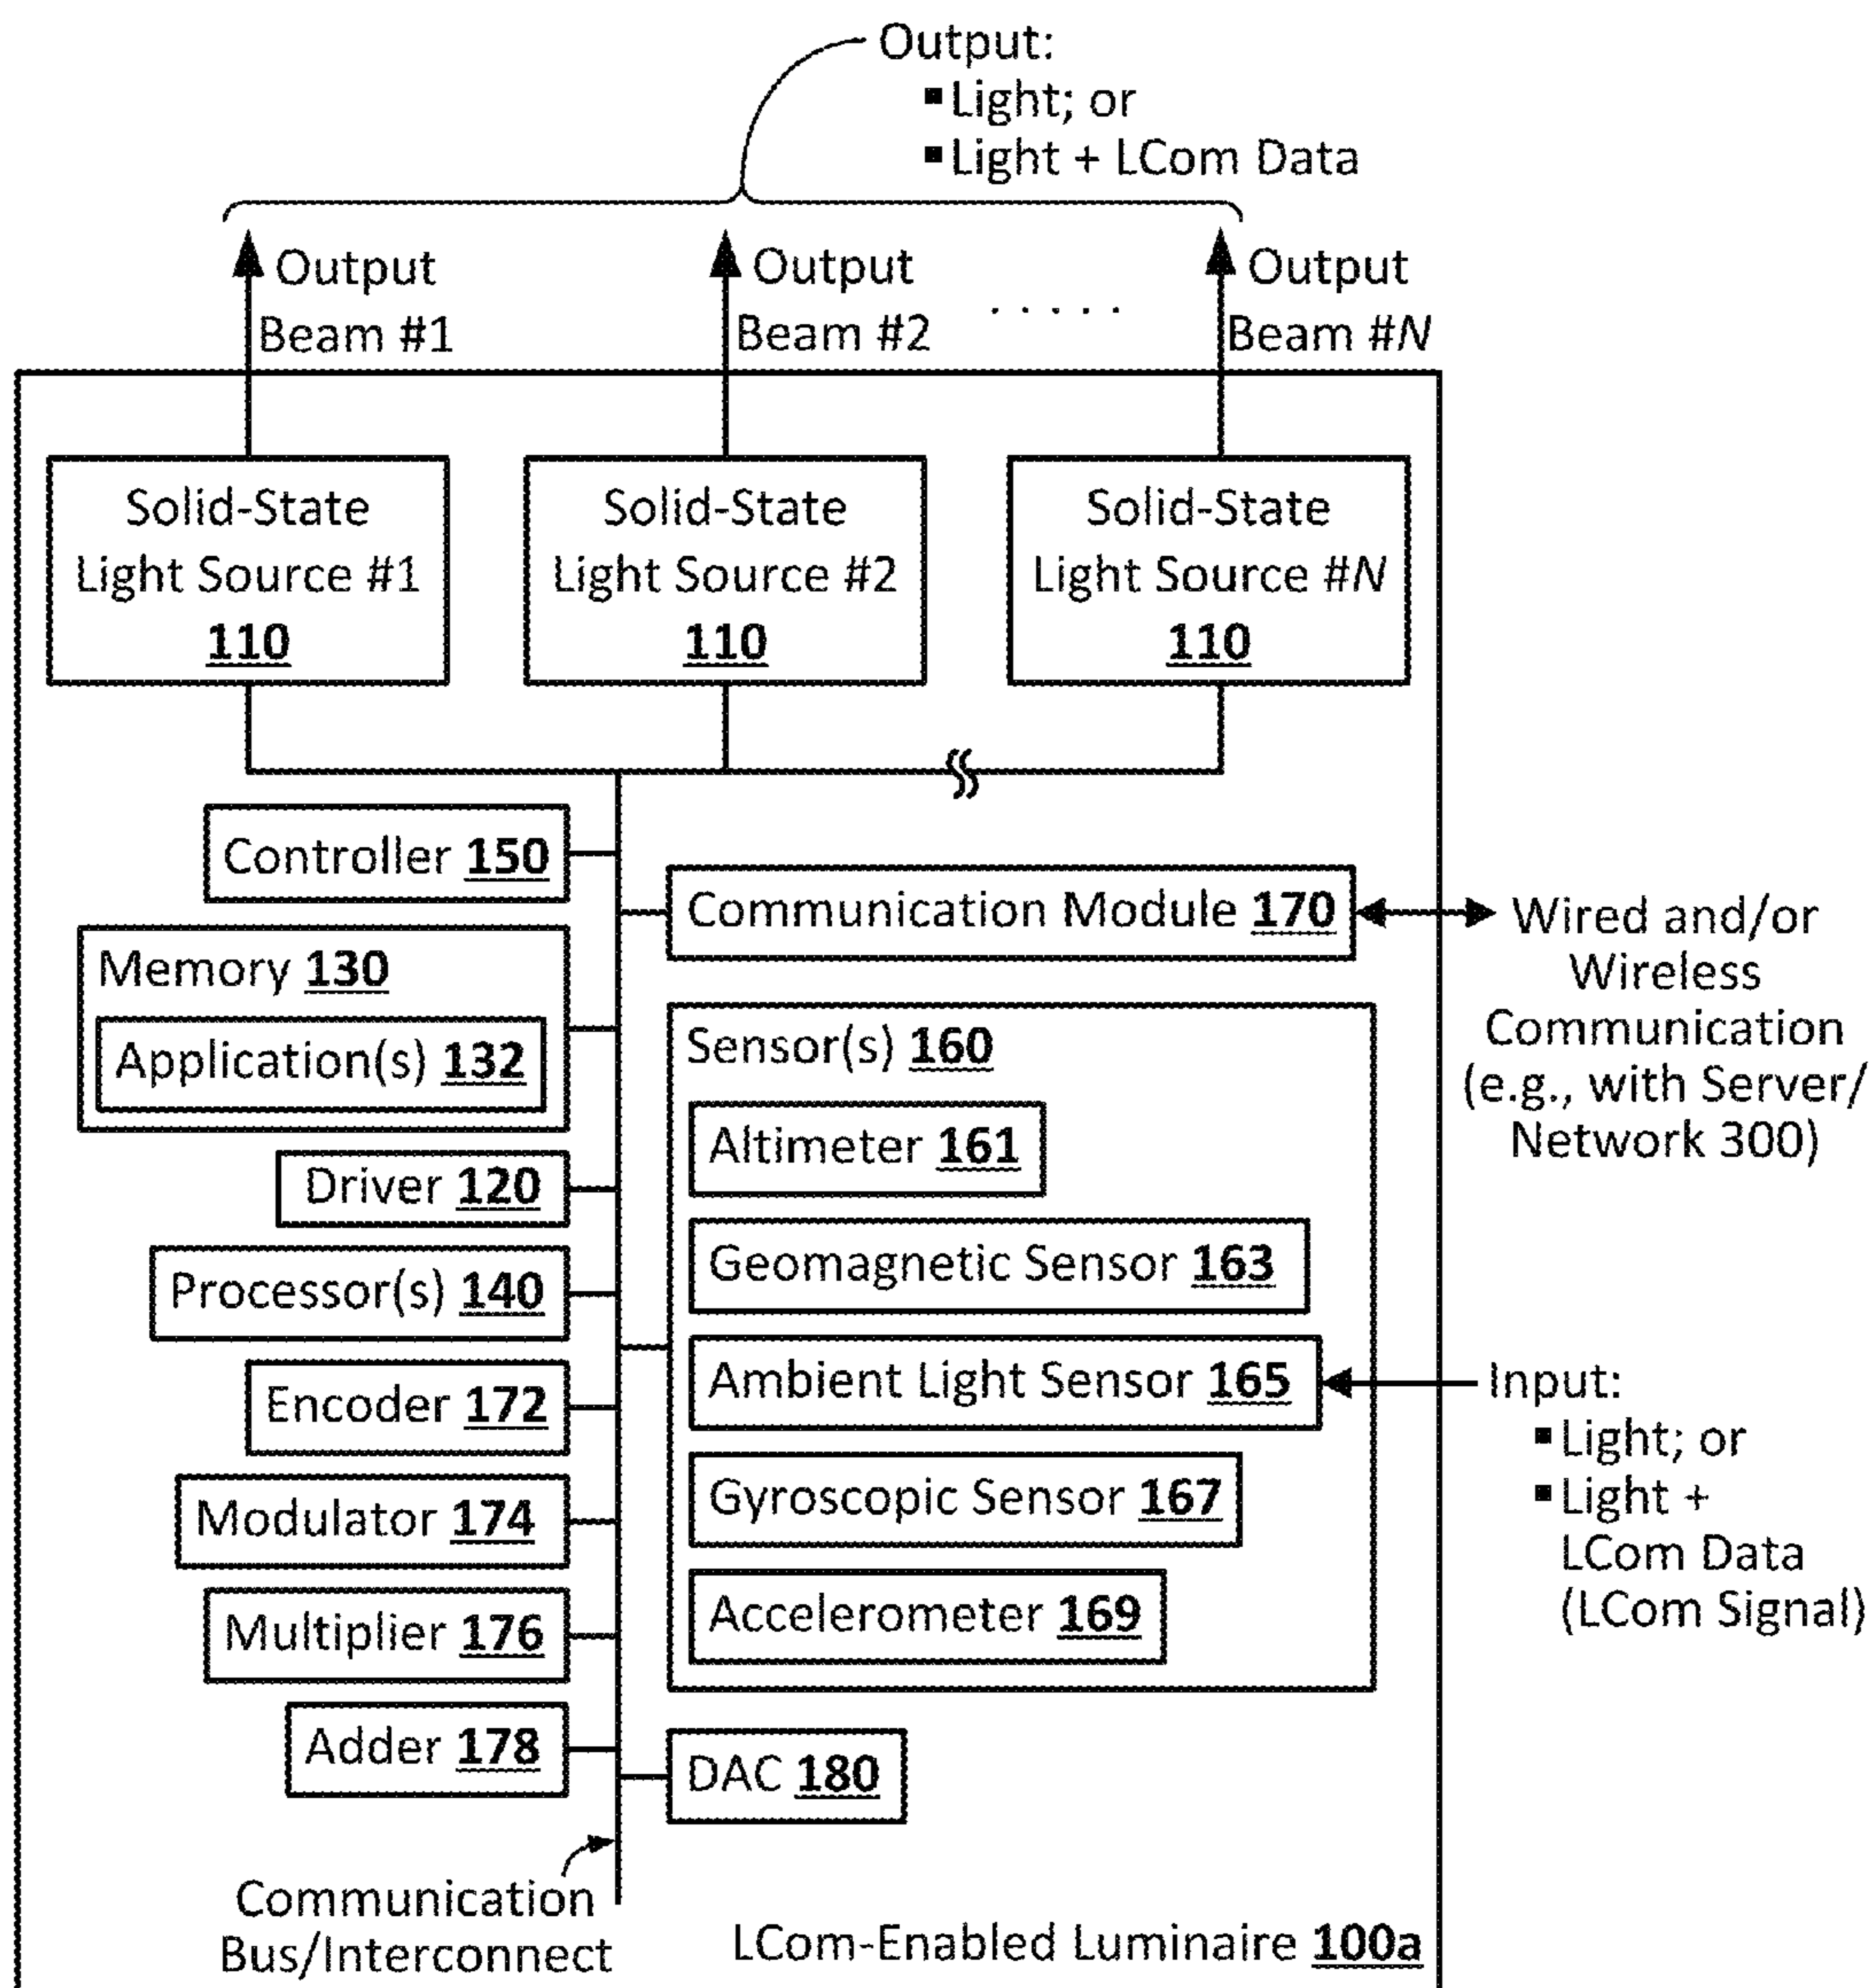 Output:
▪ Light; or
▪ Light + LCom Data
Output
Beam #1
Output
Beam #2
. . . . .
Output
Beam #N
Solid-State
Light Source #1
110
Solid-State
Light Source #2
110
Solid-State
Light Source #N
110
Controller 150
Communication Module 170
Wired and/or
Wireless
Communication
(e.g., with Server/
Network 300)
Memory 130
Application(s) 132
Driver 120
Processor(s) 140
Encoder 172
Modulator 174
Multiplier 176
Adder 178
Sensor(s) 160
Altimeter 161
Geomagnetic Sensor 163
Ambient Light Sensor 165
Gyroscopic Sensor 167
Accelerometer 169
Input:
▪ Light; or
▪ Light +
LCom Data
(LCom Signal)
DAC 180
Communication
Bus/Interconnect
LCom-Enabled Luminaire 100a